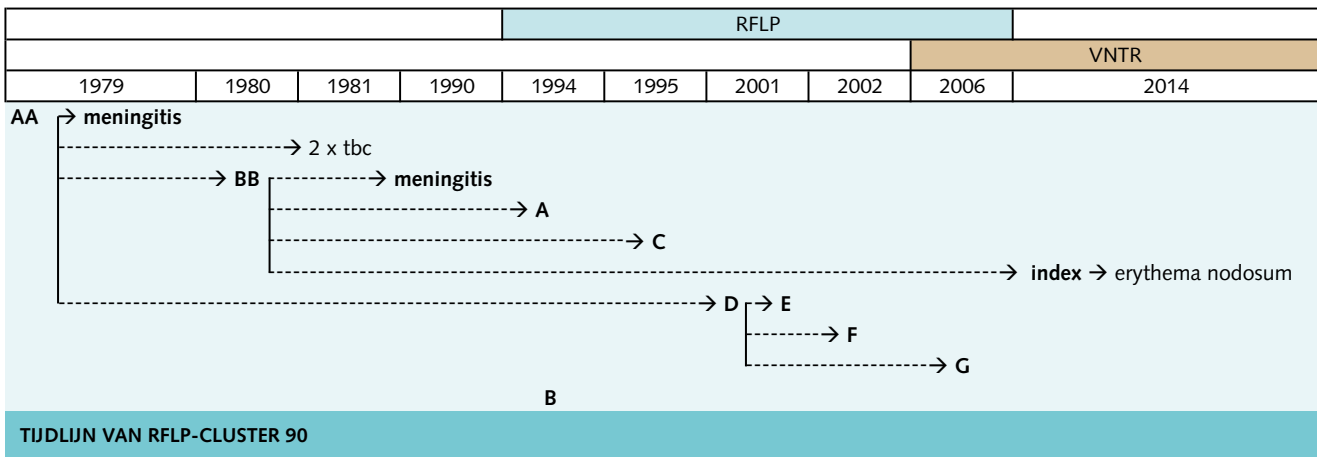 RFLP
VNTR
1979 1980 1981 1990 1994 1995 2001 2002 2006 2014
AA meningitis
2 x tbc
BB meningitis
A
C
index erythema nodosum
D E
F
G
B
TIJDLIJN VAN RFLP-CLUSTER 90